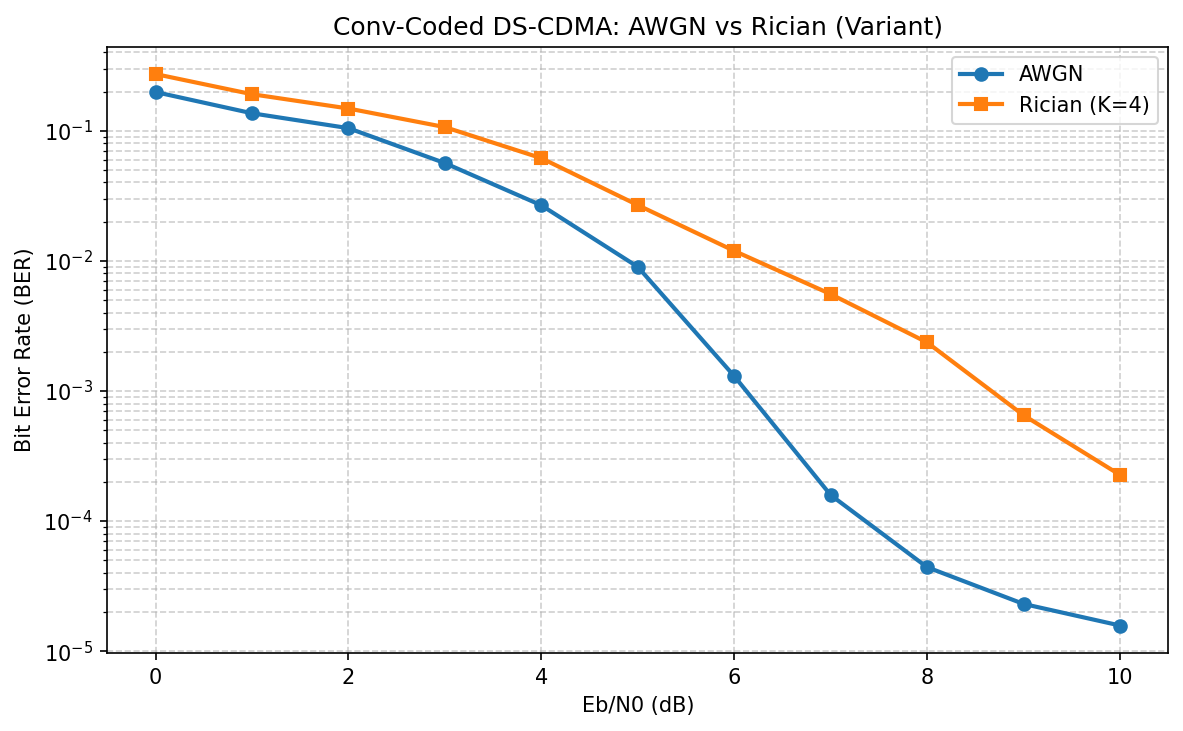 Conv-Coded DS-CDMA: AWGN vs Rician (Variant)
AWGN
Rician (K=4)
Bit Error Rate (BER)
10⁻¹
10⁻²
10⁻³
10⁻⁴
10⁻⁵
0 2 4 6 8 10
Eb/N0 (dB)